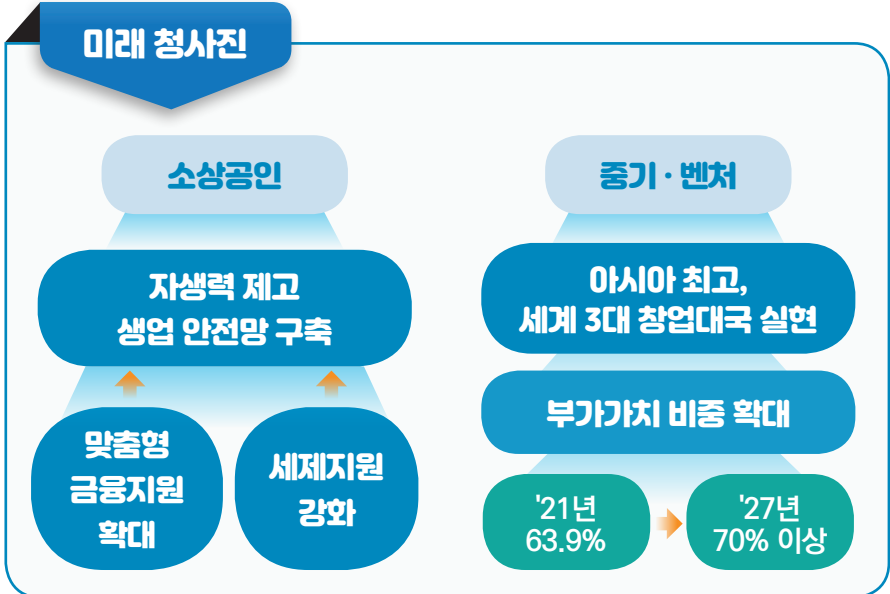 미래 청사진
소상공인
자생력 제고
생업 안전망 구축
맞춤형
금융지원
확대
세제지원
강화
중기·벤처
아시아 최고,
세계 3대 창업대국 실현
부가가치 비중 확대
'21년
63.9%
'27년
70% 이상